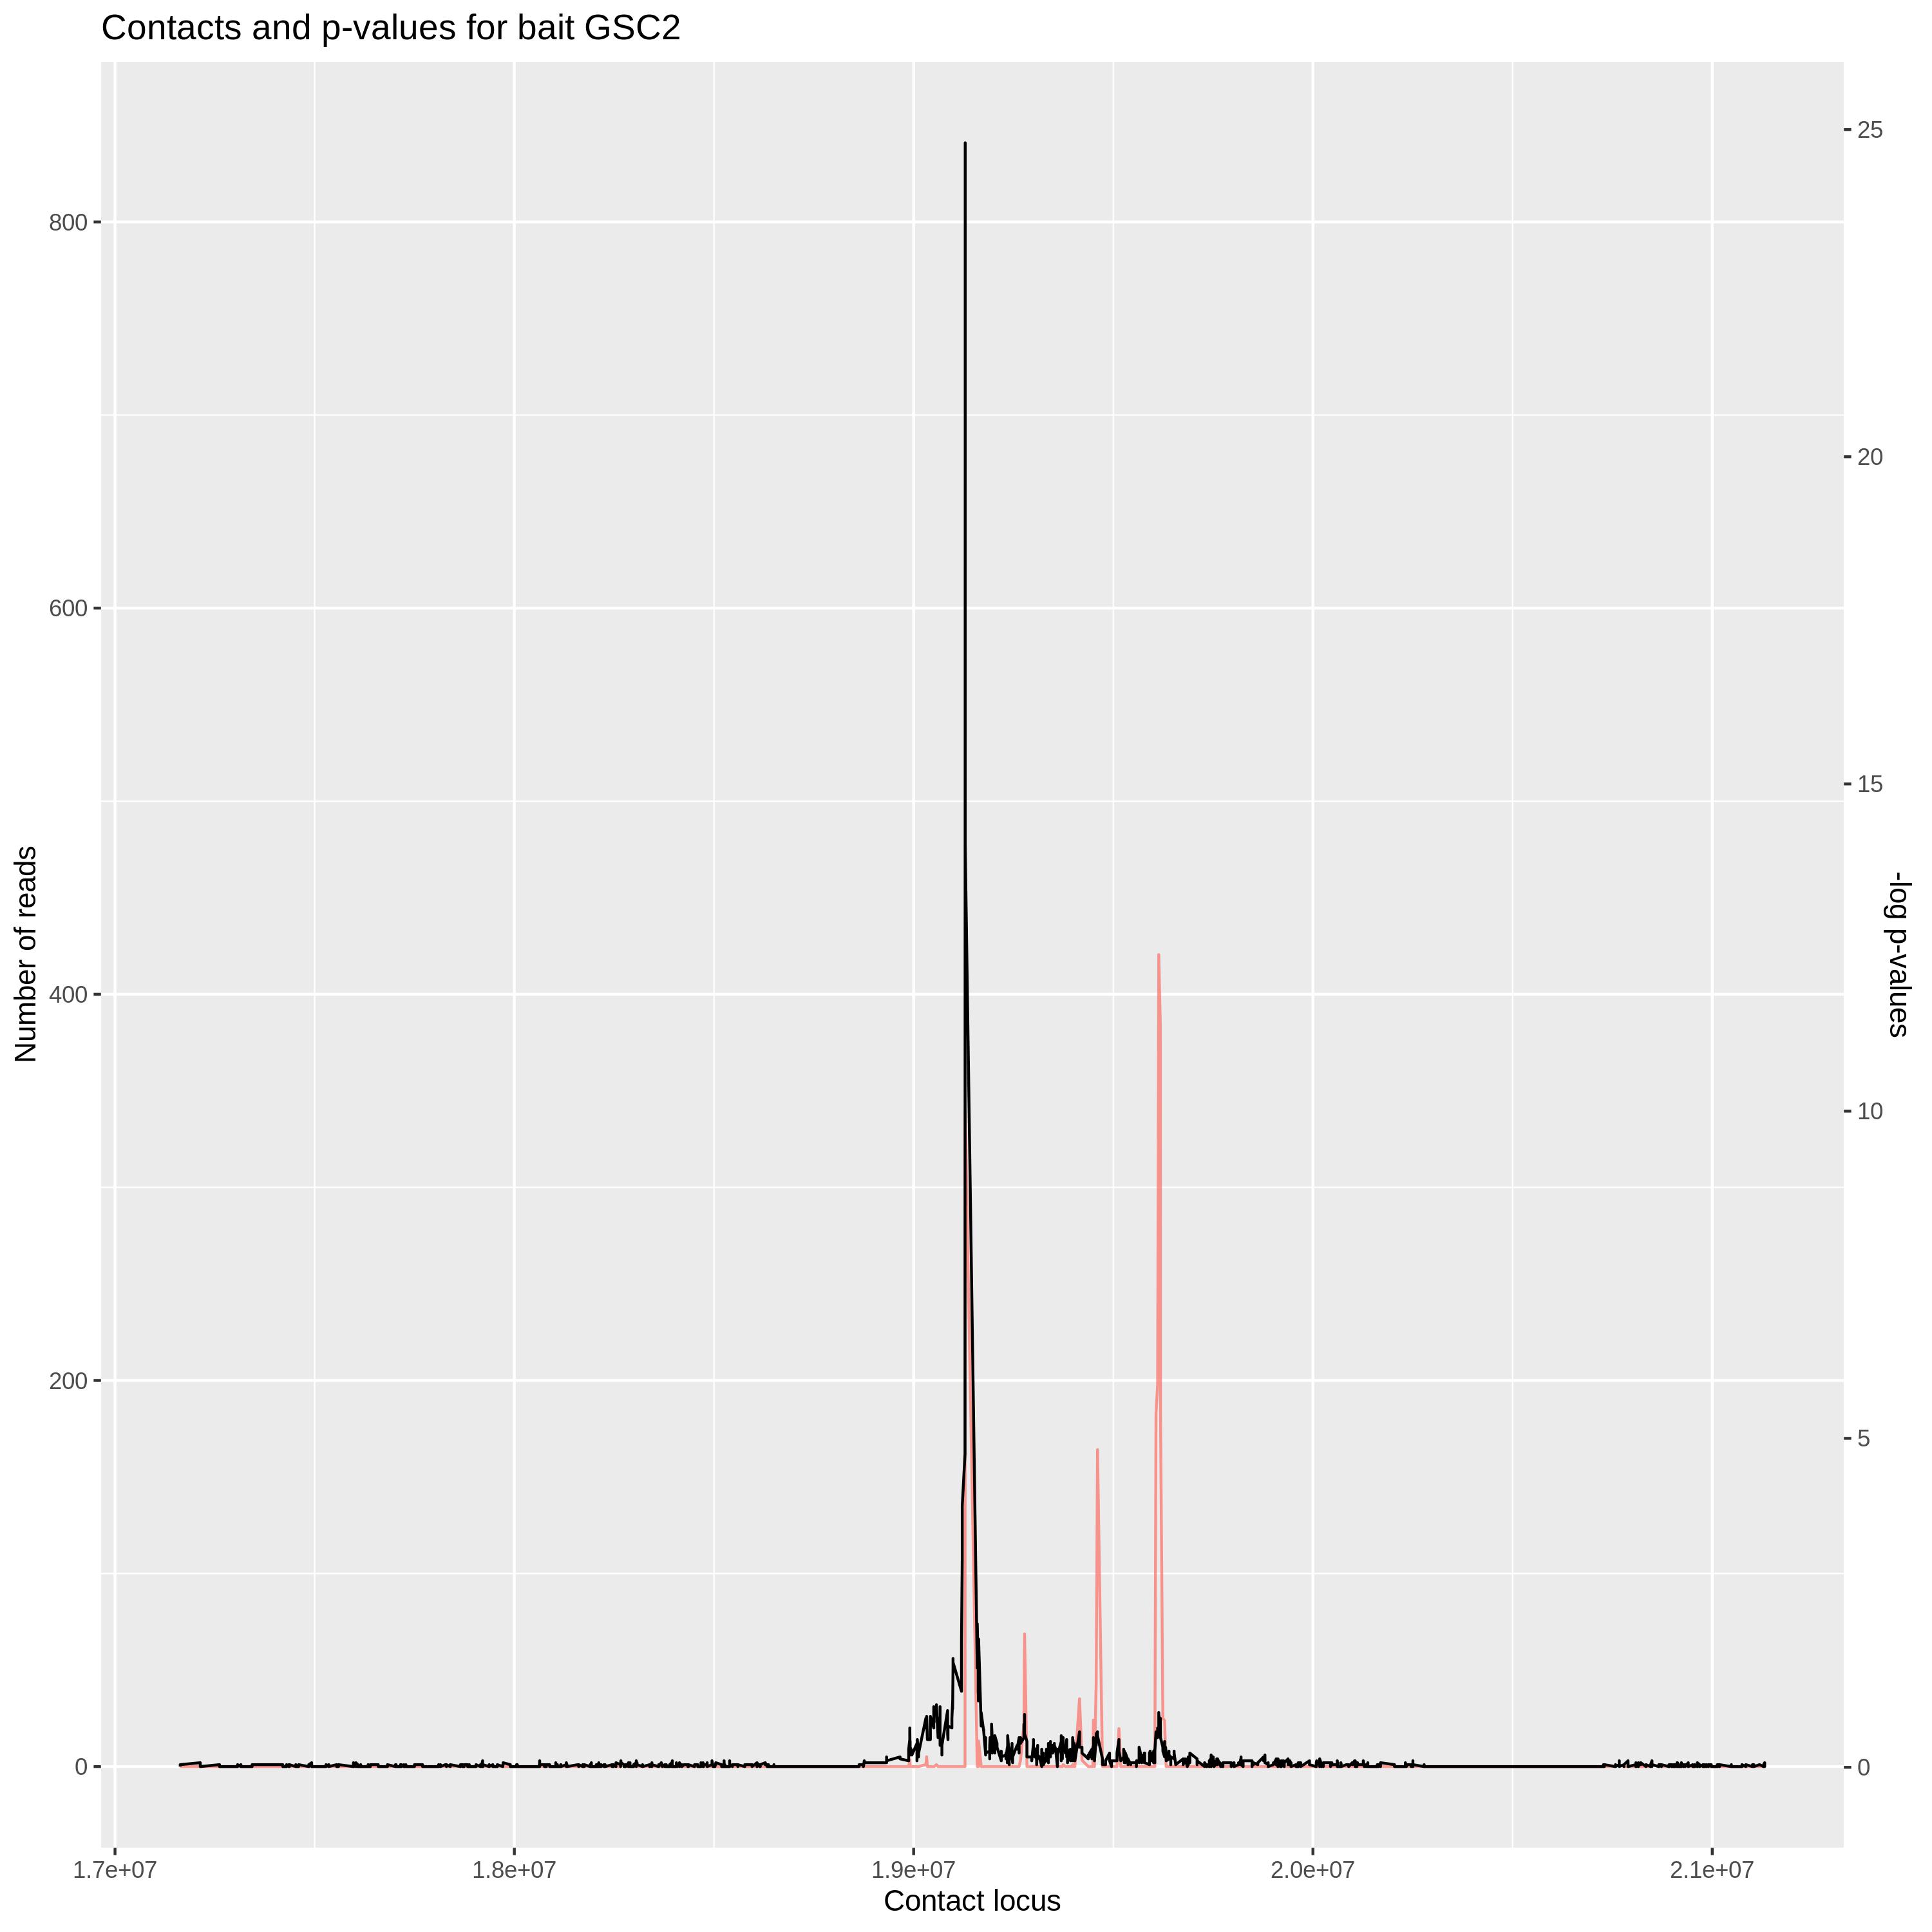 Contacts and p-values for bait GSC2
Number of reads
800
600
400
200
0
25
20
15
10
5
0
-log p-values
1.7e+07
1.8e+07
1.9e+07
2.0e+07
2.1e+07
Contact locus